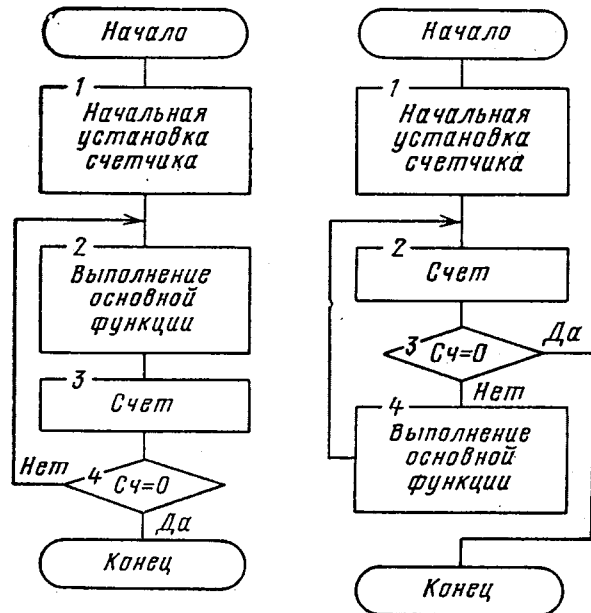 Начало
1
Начальная
установка
счетчика
2
Выполнение
основной
функции
3
Счет
4
Сч=0
Нет
Да
Конец
Начало
1
Начальная
установка
счетчика
2
Счет
3
Сч=0
Да
Нет
4
Выполнение
основной
функции
Конец